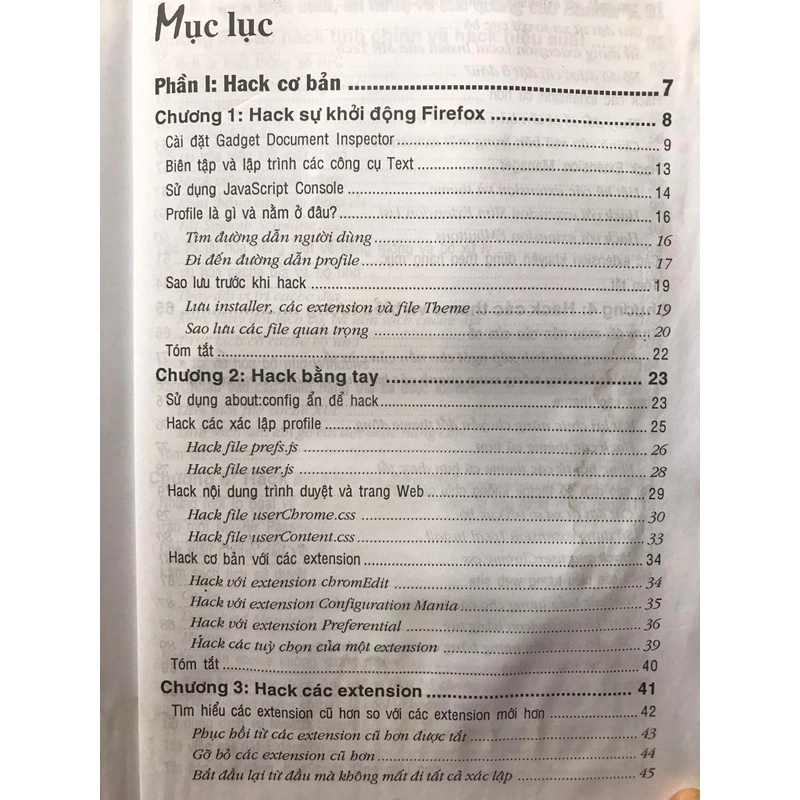 Mục lục
Phần I: Hack cơ bản ........ 7
Chương 1: Hack sự khởi động Firefox ........ 8
Cài đặt Gadget Document Inspector ........ 9
Biên tập và lập trình các công cụ Text ........ 13
Sử dụng JavaScript Console ........ 14
Profile là gì và nằm ở đâu? ........ 16
Tìm đường dẫn người dùng ........ 16
Đi đến đường dẫn profile ........ 17
Sao lưu trước khi hack ........ 19
Lưu installer, các extension và file Theme ........ 19
Sao lưu các file quan trọng ........ 20
Tóm tắt ........ 22
Chương 2: Hack bằng tay ........ 23
Sử dụng about:config ẩn để hack ........ 23
Hack các xác lập profile ........ 25
Hack file prefs.js ........ 26
Hack file user.js ........ 28
Hack nội dung trình duyệt và trang Web ........ 29
Hack file userChrome.css ........ 30
Hack file userContent.css ........ 33
Hack cơ bản với các extension ........ 34
Hack với extension chromEdit ........ 34
Hack với extension Configuration Mania ........ 35
Hack với extension Preferential ........ 36
Hack các tuỳ chọn của một extension ........ 39
Tóm tắt ........ 40
Chương 3: Hack các extension ........ 41
Tìm hiểu các extension cũ hơn so với các extension mới hơn ........ 42
Phục hồi từ các extension cũ hơn được tắt ........ 43
Gỡ bỏ các extension cũ hơn ........ 44
Bắt đầu lại từ đầu mà không mất đi tất cả xác lập ........ 45